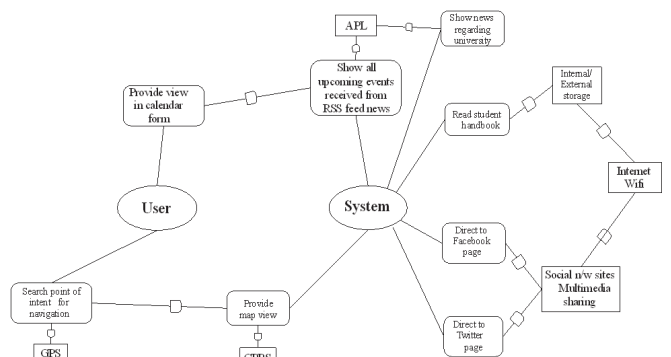 APL
Show news
regarding
university
Show all
upcoming events
received from
RSS feed news
Internal/
External
storage
Provide view
in calendar
form
Read student
handbook
Internet
Wifi
User
System
Direct to
Facebook
page
Social n/w sites
Multimedia
sharing
Search point of
intent for
navigation
Provide
map view
Direct to
Twitter
page
GPS
GPRS